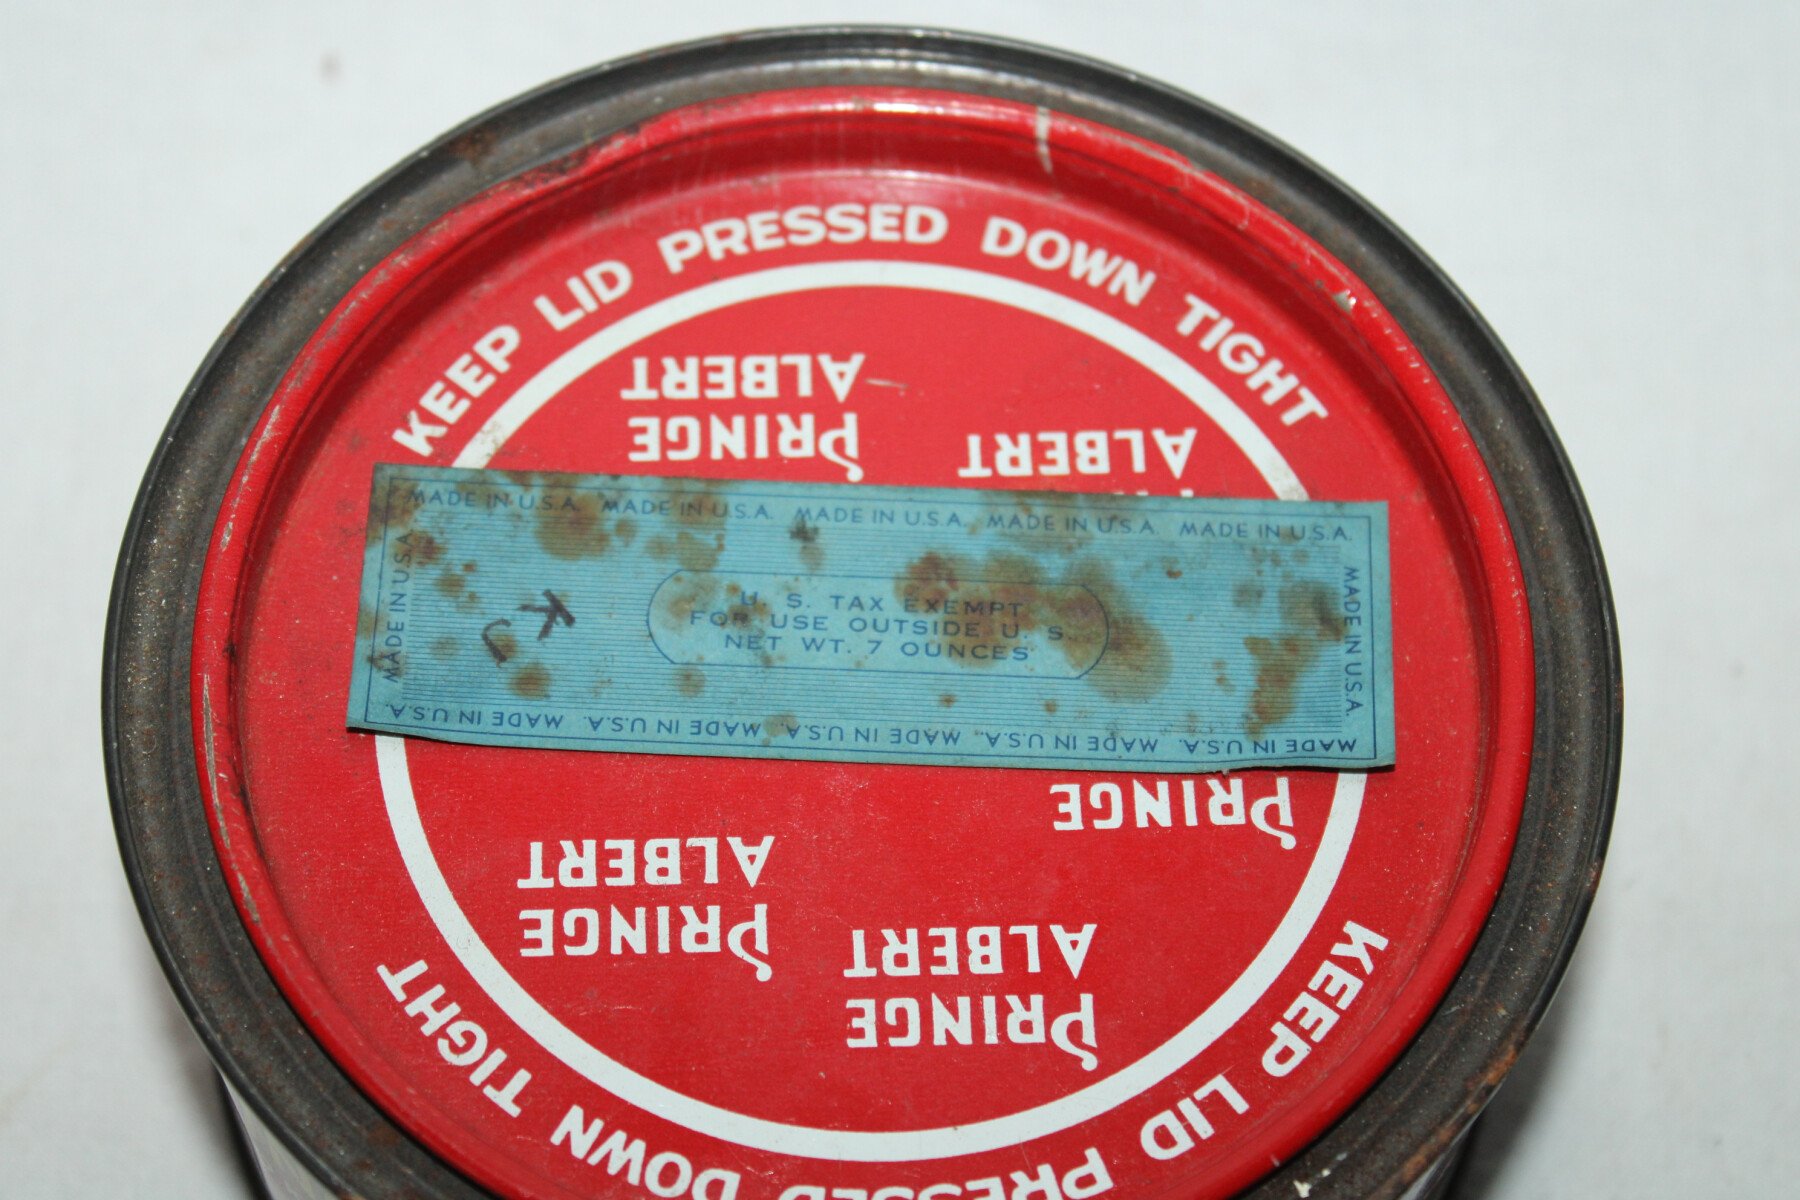 KEEP LID PRESSED DOWN TIGHT
PRINCE
ALBERT
ALBERT
MADE IN U.S.A. MADE IN U.S.A. MADE IN U.S.A. MADE IN U.S.A. MADE IN U.S.A.
MADE IN U.S.A.
K J
U. S. TAX EXEMPT
FOR USE OUTSIDE U. S.
NET WT. 7 OUNCES
MADE IN U.S.A.
MADE IN U.S.A. MADE IN U.S.A. MADE IN U.S.A. MADE IN U.S.A. MADE IN U.S.A.
PRINCE
PRINCE
ALBERT
PRINCE
ALBERT
KEEP LID PRESSED DOWN TIGHT